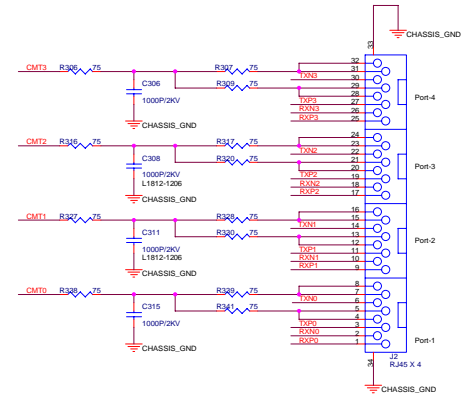 33
CHASSIS_GND
CMT3 R306 75 R307 75 32
31
TXN3 30
R309 75 29
C306 28 Port-4
1000P/2KV TXP3 27
RXN3 26
RXP3 25
CHASSIS_GND
24
CMT2 R316 75 R317 75 23
TXN2 22
R320 75 21
C308 20 Port-3
1000P/2KV TXP2 19
L1812-1206 RXN2 18
RXP2 17
CHASSIS_GND
16
CMT1 R327 75 R328 75 15
TXN1 14
R330 75 13
C311 12 Port-2
1000P/2KV TXP1 11
L1812-1206 RXN1 10
RXP1 9
CHASSIS_GND
8
CMT0 R338 75 R339 75 7
TXN0 6
R341 75 5
C315 4
1000P/2KV TXP0 3
RXN0 2 Port-1
RXP0 1
CHASSIS_GND
J2
34 RJ45 X 4
CHASSIS_GND